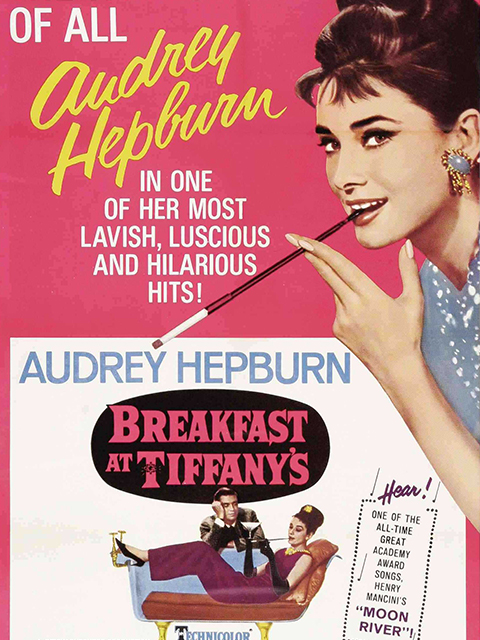 OF ALL
Audrey
Hepburn
IN ONE
OF HER MOST
LAVISH, LUSCIOUS
AND HILARIOUS
HITS!
AUDREY HEPBURN
BREAKFAST
AT TIFFANY'S
Hear!
ONE OF THE
ALL-TIME
GREAT
ACADEMY
AWARD
SONGS,
HENRY
MANCINI'S
"MOON
RIVER"!
TECHNICOLOR